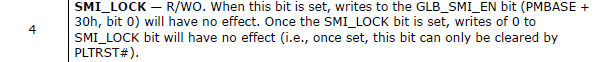 SMI_LOCK — R/WO. When this bit is set, writes to the GLB_SMI_EN bit (PMBASE +
30h, bit 0) will have no effect. Once the SMI_LOCK bit is set, writes of 0 to
4
SMI_LOCK bit will have no effect (i.e., once set, this bit can only be cleared by
PLTRST#).